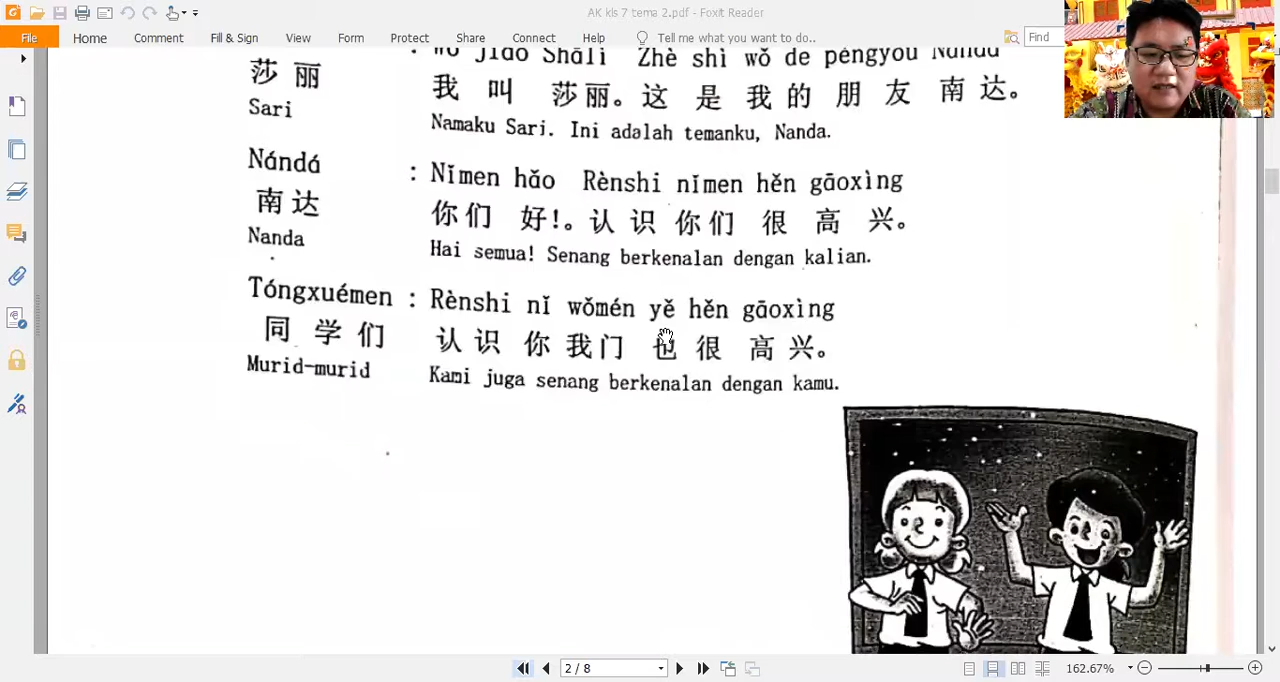 AK kls 7 tema 2.pdf - Foxit Reader
File Home Comment Fill & Sign View Form Protect Share Connect Help Tell me what you want to do.. Find
: Wǒ jiào Shālì Zhè shì wǒ de péngyou Nándá
莎丽 我叫 莎丽。这是我的朋友南达。
Sari Namaku Sari. Ini adalah temanku, Nanda.
Nándá : Nǐmen hǎo Rènshi nǐmen hěn gāoxìng
南达 你们好!。认识你们很高兴。
Nanda Hai semua! Senang berkenalan dengan kalian.
Tóngxuémen : Rènshi nǐ wǒmén yě hěn gāoxìng
同学们 认识你我门也很高兴。
Murid-murid Kami juga senang berkenalan dengan kamu.
2 / 8
162.67%